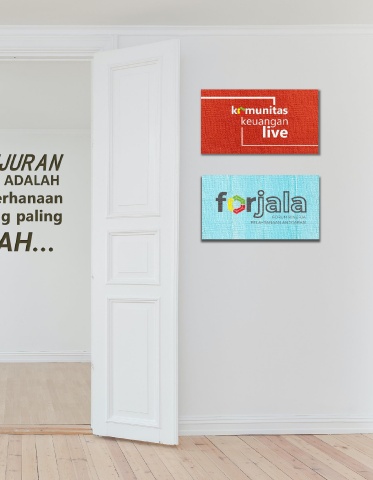 JURAN
ADALAH
erhanaan
g paling
AH...
komunitas
keuangan
live
forjala